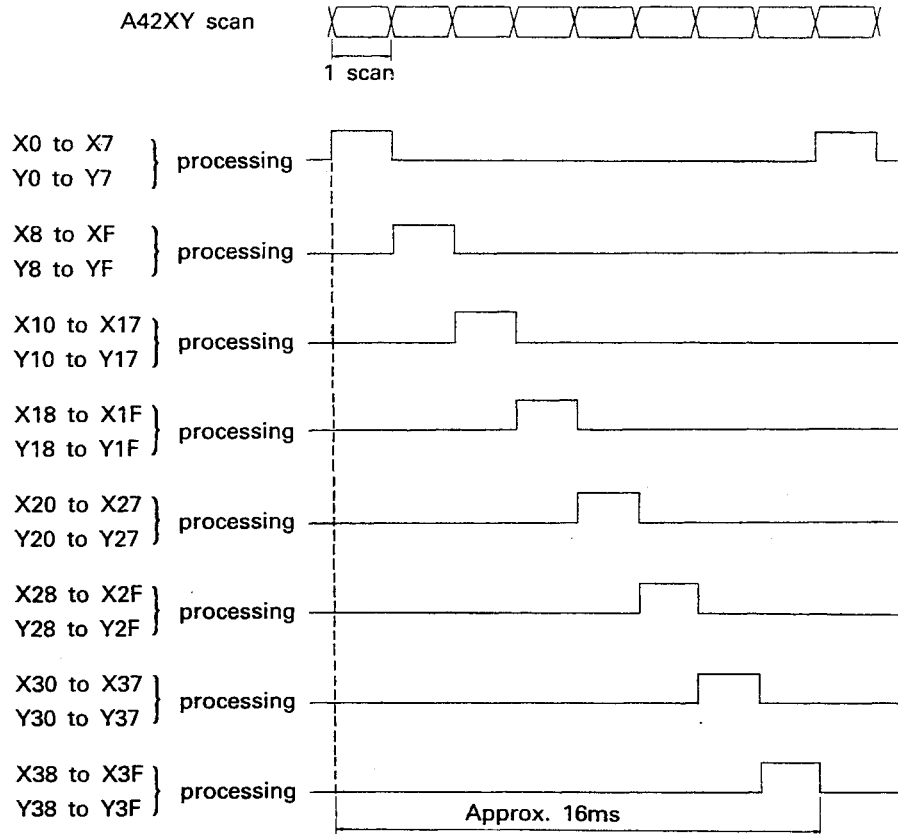 A42XY scan
1 scan
X0 to X7
processing
Y0 to Y7
X8 to XF
processing
Y8 to YF
X10 to X17
processing
Y10 to Y17
X18 to X1F
processing
Y18 to Y1F
X20 to X27
processing
Y20 to Y27
X28 to X2F
processing
Y28 to Y2F
X30 to X37
processing
Y30 to Y37
X38 to X3F
processing
Y38 to Y3F
Approx. 16ms